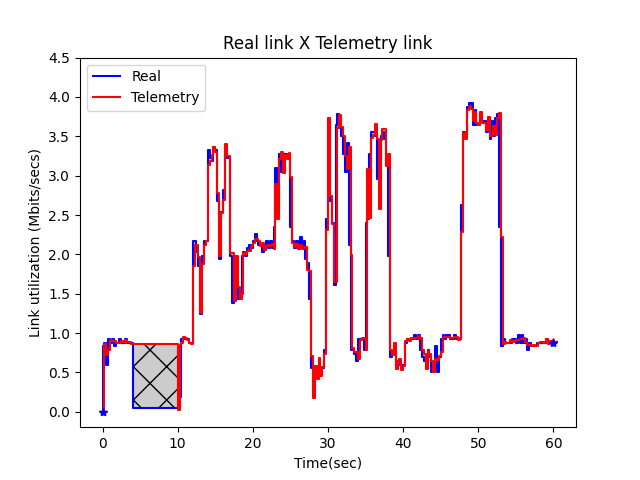 Real link X Telemetry link
Real
Telemetry
Link utilization (Mbits/secs)
4.5
4.0
3.5
3.0
2.5
2.0
1.5
1.0
0.5
0.0
0 10 20 30 40 50 60
Time(sec)